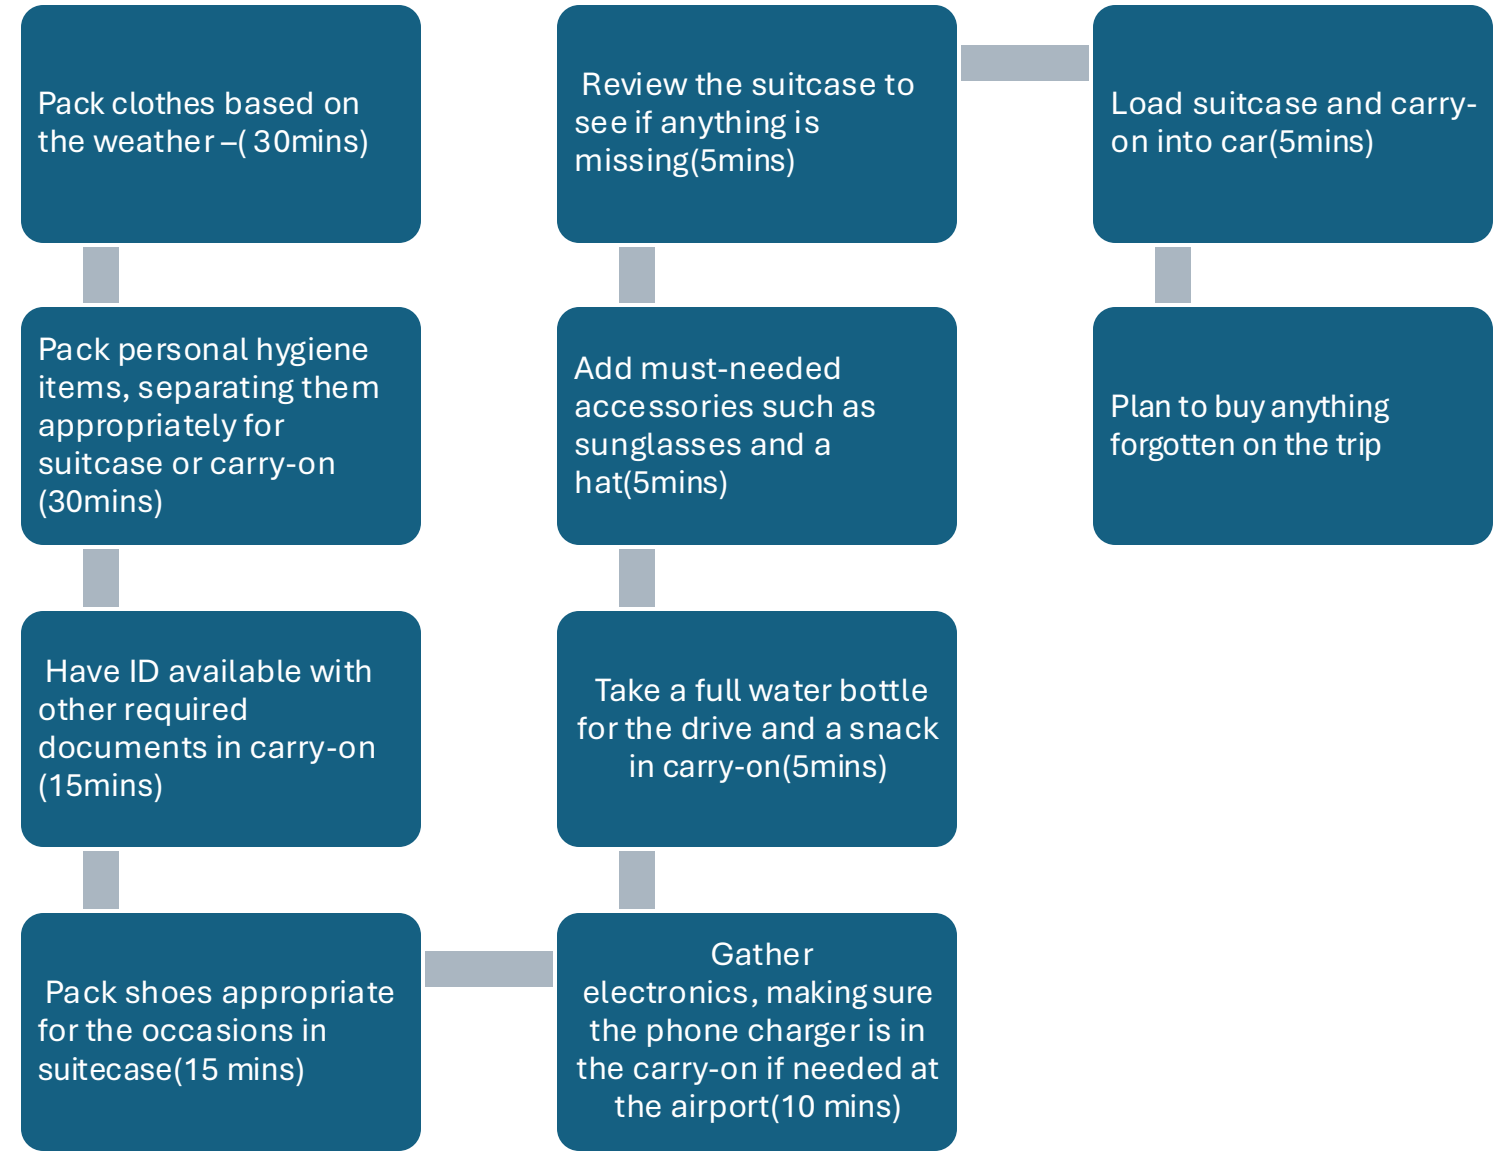 Pack clothes based on
the weather –( 30mins)
Pack personal hygiene
items, separating them
appropriately for
suitcase or carry-on
(30mins)
Have ID available with
other required
documents in carry-on
(15mins)
Pack shoes appropriate
for the occasions in
suitecase(15 mins)
Gather
electronics, making sure
the phone charger is in
the carry-on if needed at
the airport(10 mins)
Take a full water bottle
for the drive and a snack
in carry-on(5mins)
Add must-needed
accessories such as
sunglasses and a
hat(5mins)
Review the suitcase to
see if anything is
missing(5mins)
Load suitcase and carry-
on into car(5mins)
Plan to buy anything
forgotten on the trip